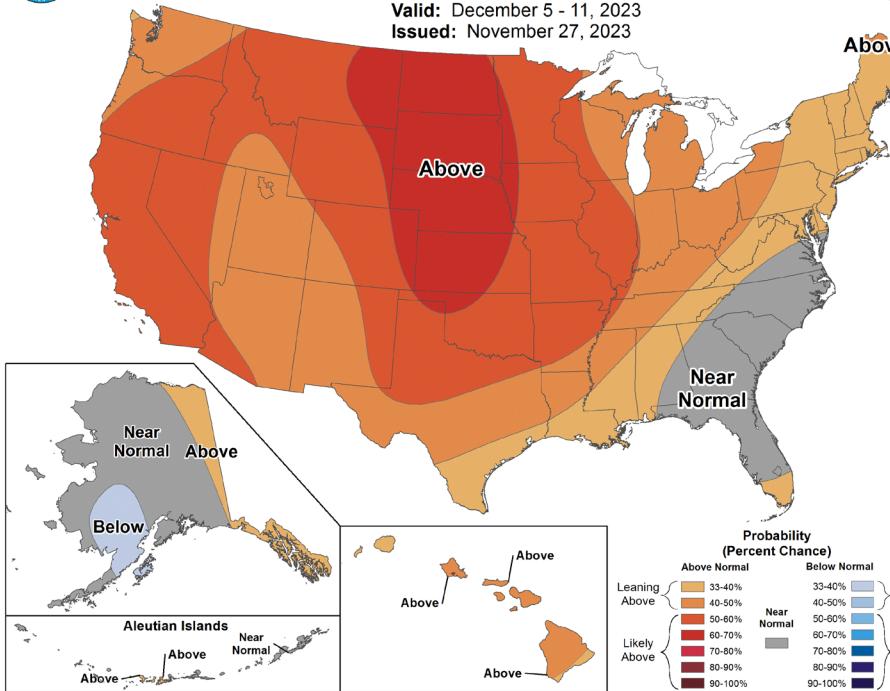 Valid: December 5 - 11, 2023
Issued: November 27, 2023
Above
Near
Normal
Near
Normal
Above
Below
Aleutian Islands
Above
Above
Near
Normal
Above
Above
Above
Probability
(Percent Chance)
Above Normal
Below Normal
Leaning
Above
33-40%
40-50%
Likely
Above
50-60%
60-70%
70-80%
80-90%
90-100%
Near
Normal
33-40%
40-50%
50-60%
60-70%
70-80%
80-90%
90-100%